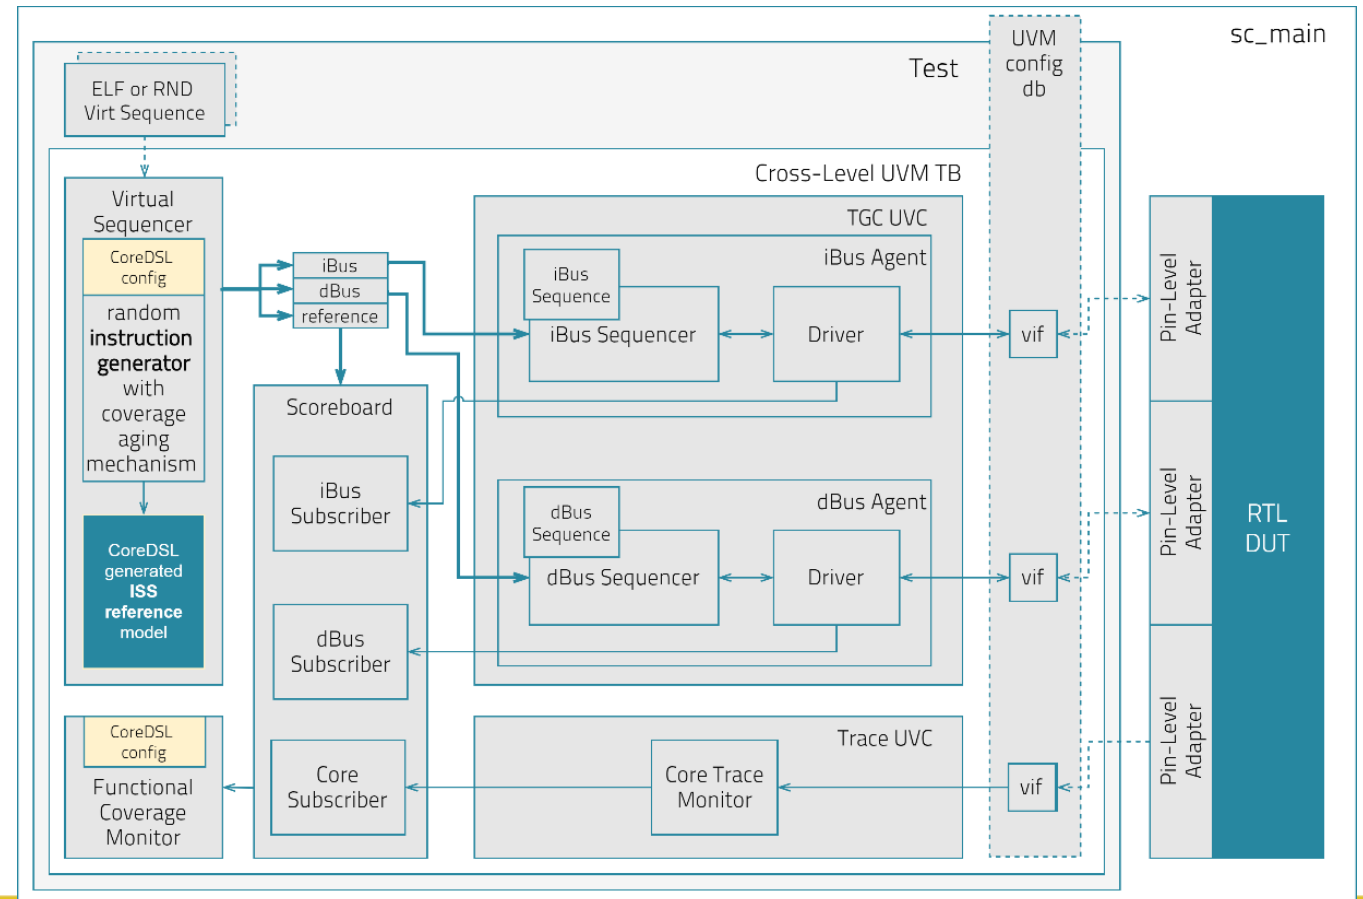 sc_main
UVM
config
db
Test
ELF or RND
Virt Sequence
Cross-Level UVM TB
Virtual
Sequencer
CoreDSL
config
random
instruction
generator
with
coverage
aging
mechanism
CoreDSL
generated
ISS
reference
model
iBus
dBus
reference
Scoreboard
iBus
Subscriber
dBus
Subscriber
Core
Subscriber
TGC UVC
iBus Agent
iBus
Sequence
iBus Sequencer
Driver
vif
dBus Agent
dBus
Sequence
dBus Sequencer
Driver
vif
Trace UVC
Core Trace
Monitor
vif
CoreDSL
config
Functional
Coverage
Monitor
Pin-Level
Adapter
Pin-Level
Adapter
Pin-Level
Adapter
RTL
DUT